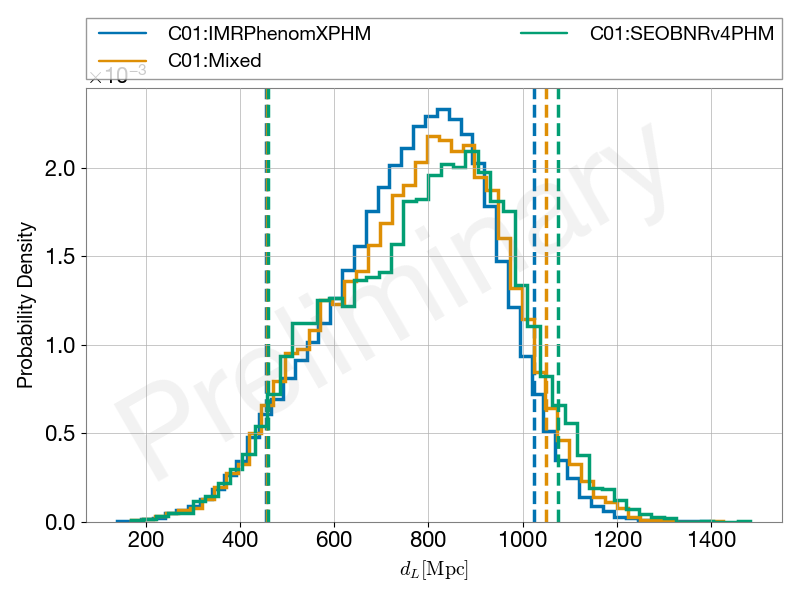 C01:IMRPhenomXPHM
C01:Mixed
C01:SEOBNRv4PHM
×10⁻³
2.0
1.5
1.0
0.5
0.0
Probability Density
Preliminary
200 400 600 800 1000 1200 1400
d_L[Mpc]